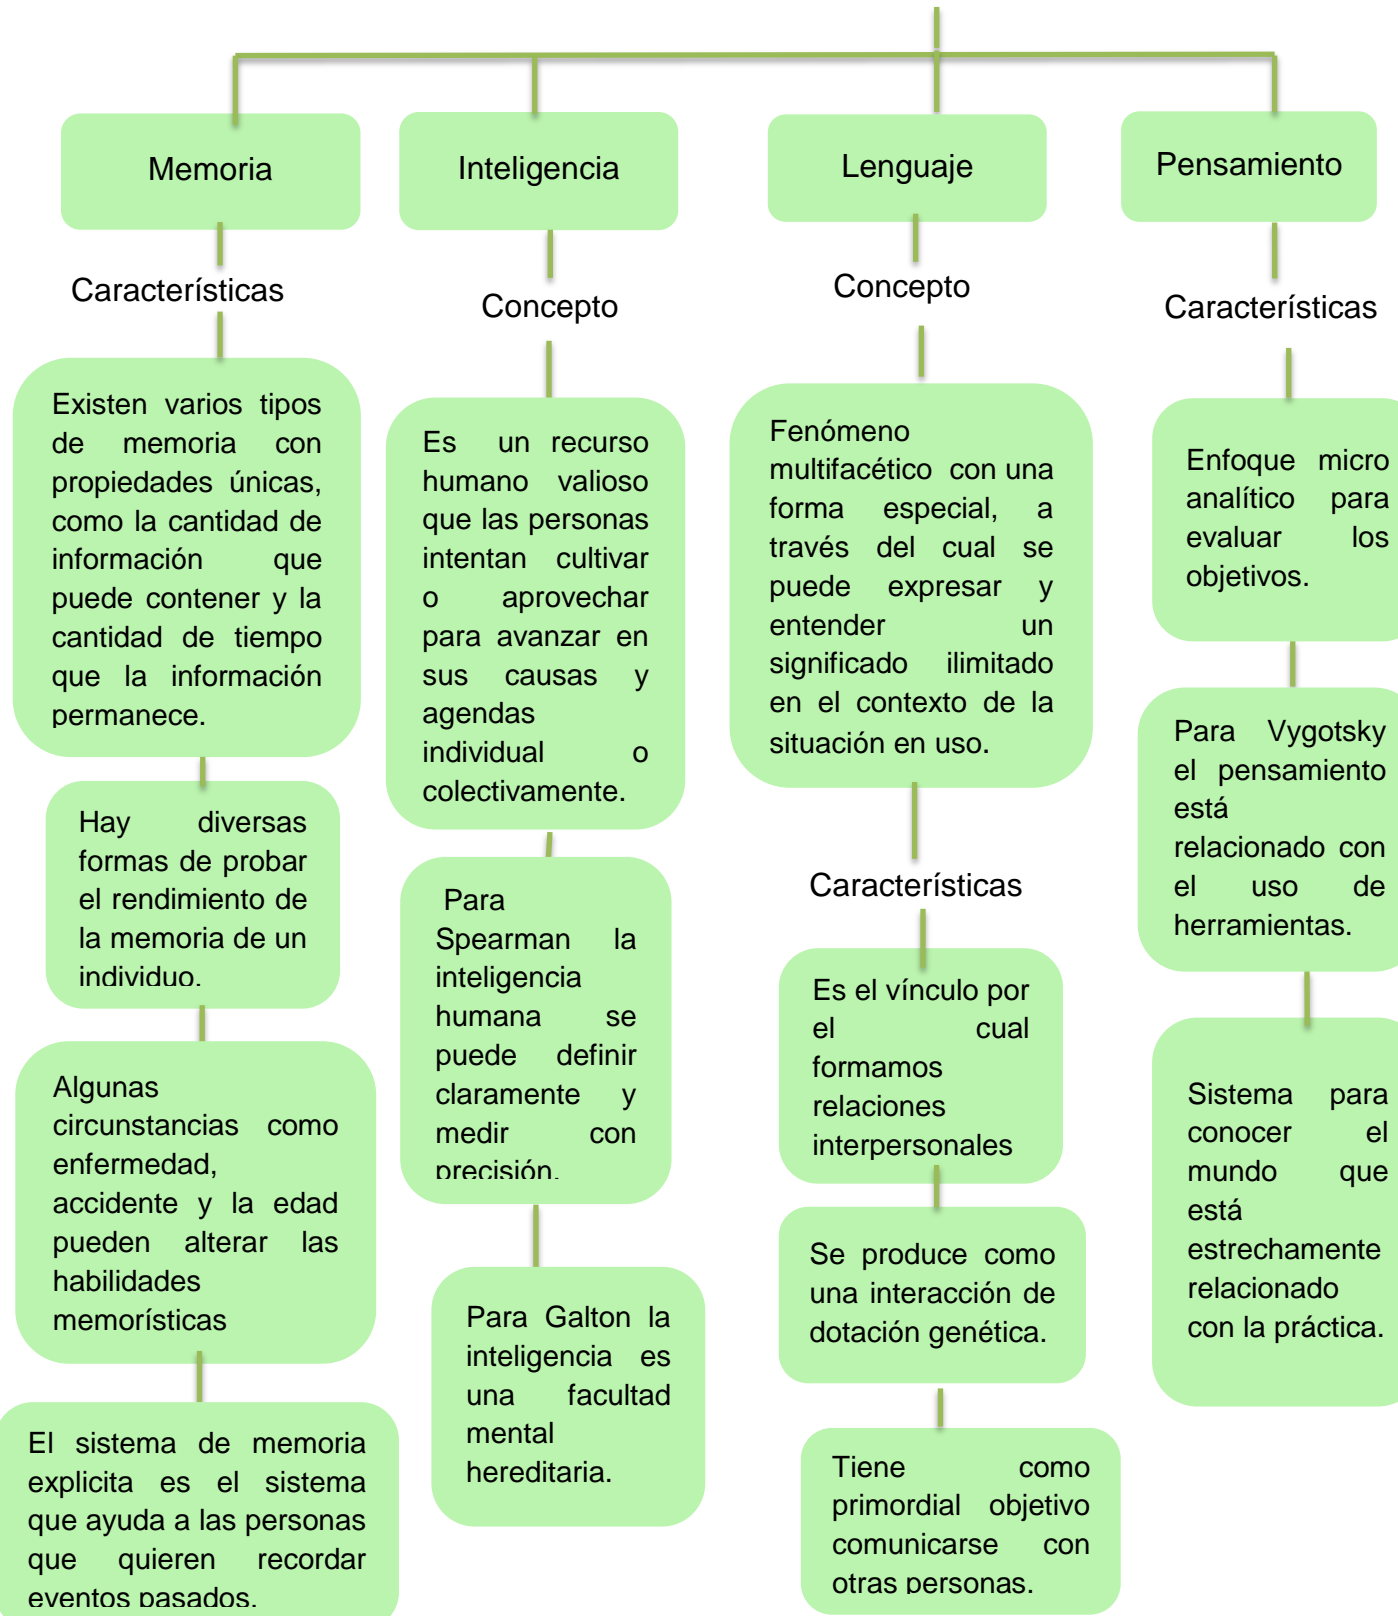 Memoria
Inteligencia
Lenguaje
Pensamiento
Características
Existen varios tipos
de memoria con
propiedades únicas,
como la cantidad de
información que
puede contener y la
cantidad de tiempo
que la información
permanece.
Hay diversas
formas de probar
el rendimiento de
la memoria de un
individuo.
Algunas
circunstancias como
enfermedad,
accidente y la edad
pueden alterar las
habilidades
memorísticas
El sistema de memoria
explicita es el sistema
que ayuda a las personas
que quieren recordar
eventos pasados.
Concepto
Es un recurso
humano valioso
que las personas
intentan cultivar
o aprovechar
para avanzar en
sus causas y
agendas
individual o
colectivamente.
Para
Spearman la
inteligencia
humana se
puede definir
claramente y
medir con
precisión.
Para Galton la
inteligencia es
una facultad
mental
hereditaria.
Concepto
Fenómeno
multifacético con una
forma especial, a
través del cual se
puede expresar y
entender un
significado ilimitado
en el contexto de la
situación en uso.
Características
Es el vínculo por
el cual
formamos
relaciones
interpersonales
Se produce como
una interacción de
dotación genética.
Tiene como
primordial objetivo
comunicarse con
otras personas.
Características
Enfoque micro
analítico para
evaluar los
objetivos.
Para Vygotsky
el pensamiento
está
relacionado con
el uso de
herramientas.
Sistema para
conocer el
mundo que
está
estrechamente
relacionado
con la práctica.